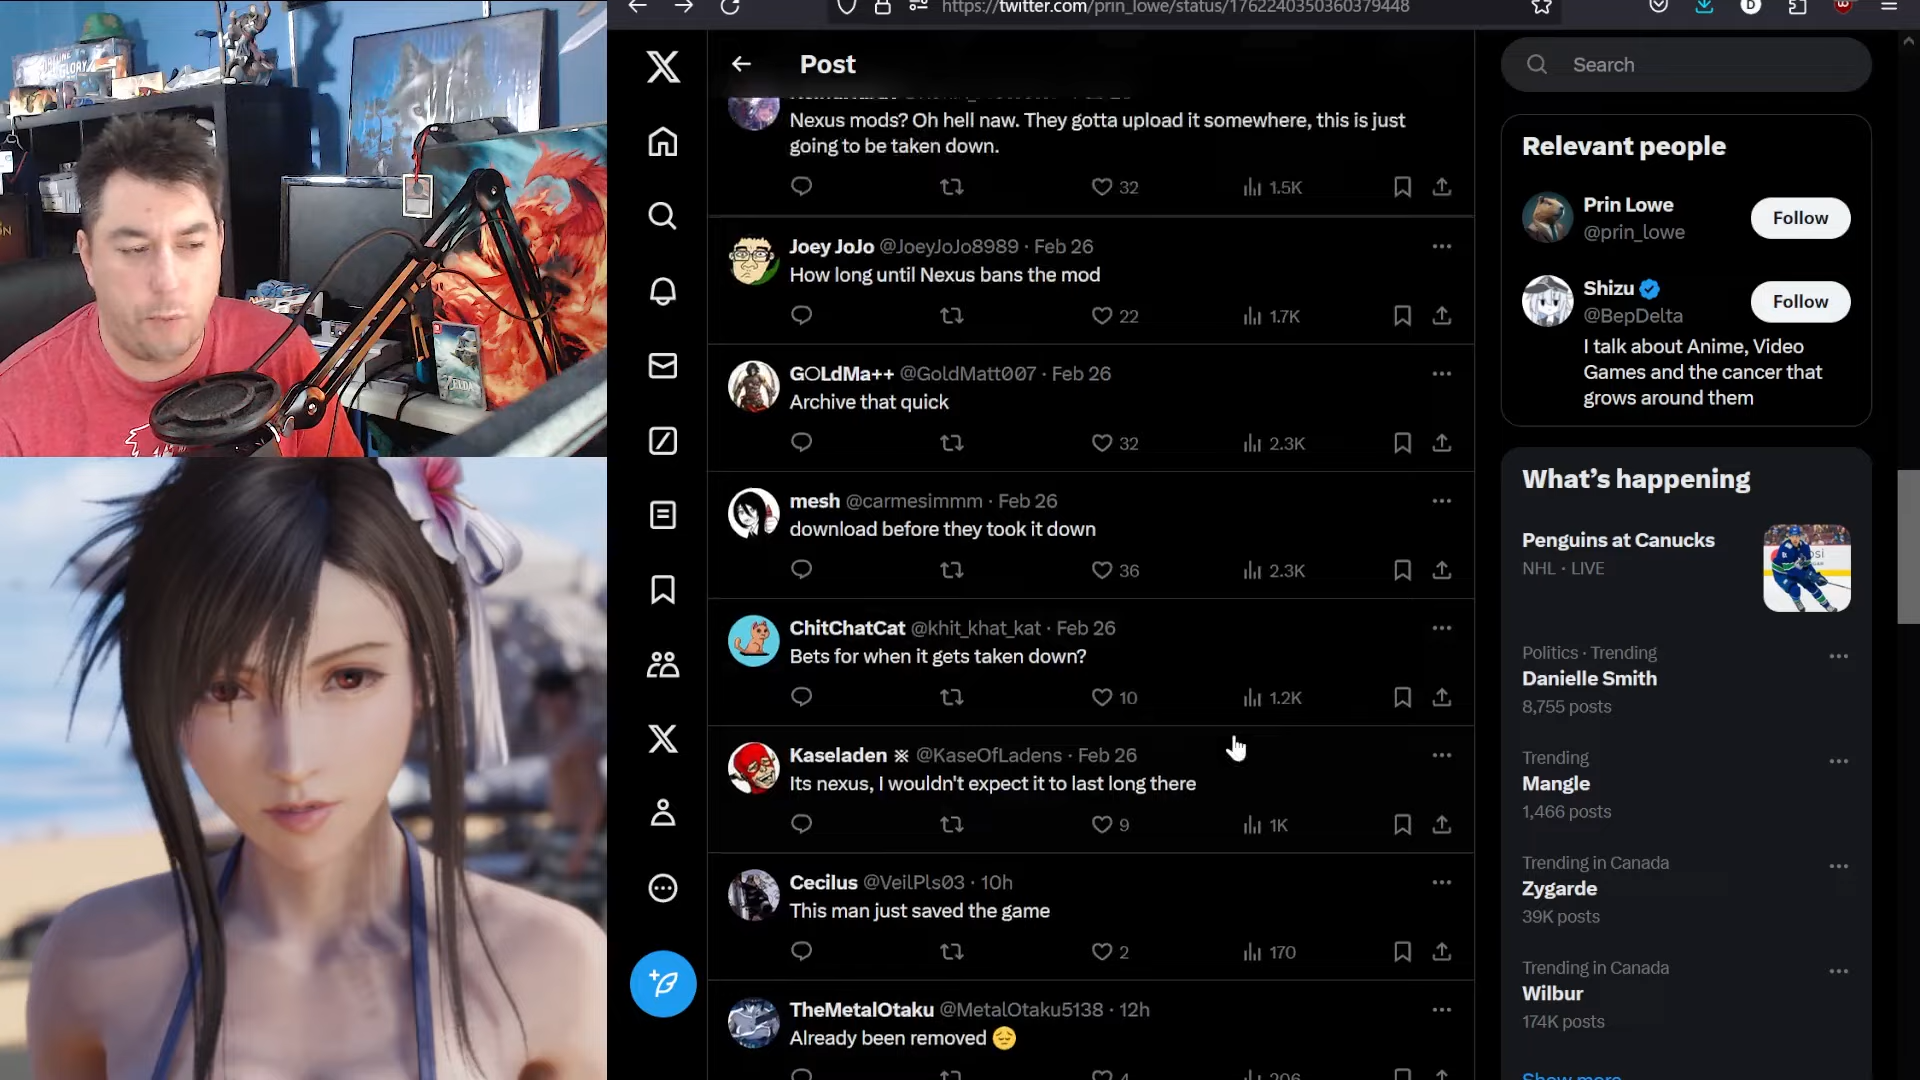 https://twitter.com/prin_lowe/status/1762240350360379448
Post
Search
Nexus mods? Oh hell naw. They gotta upload it somewhere, this is just
going to be taken down.
32
1.5K
Joey JoJo @JoeyJoJo8989 · Feb 26
How long until Nexus bans the mod
22
1.7K
GOLdMa++ @GoldMatt007 · Feb 26
Archive that quick
32
2.3K
mesh @carmesimmm · Feb 26
download before they took it down
36
2.3K
ChitChatCat @khit_khat_kat · Feb 26
Bets for when it gets taken down?
10
1.2K
Kaseladen ※ @KaseOfLadens · Feb 26
Its nexus, I wouldn't expect it to last long there
9
1K
Cecilus @VeilPls03 · 10h
This man just saved the game
2
170
TheMetalOtaku @MetalOtaku5138 · 12h
Already been removed 😔
4
206
Relevant people
Prin Lowe
@prin_lowe
Follow
Shizu
@BepDelta
Follow
I talk about Anime, Video
Games and the cancer that
grows around them
What's happening
Penguins at Canucks
NHL · LIVE
Politics · Trending
Danielle Smith
8,755 posts
Trending
Mangle
1,466 posts
Trending in Canada
Zygarde
39K posts
Trending in Canada
Wilbur
174K posts
Show more
GLORY
ZELDA